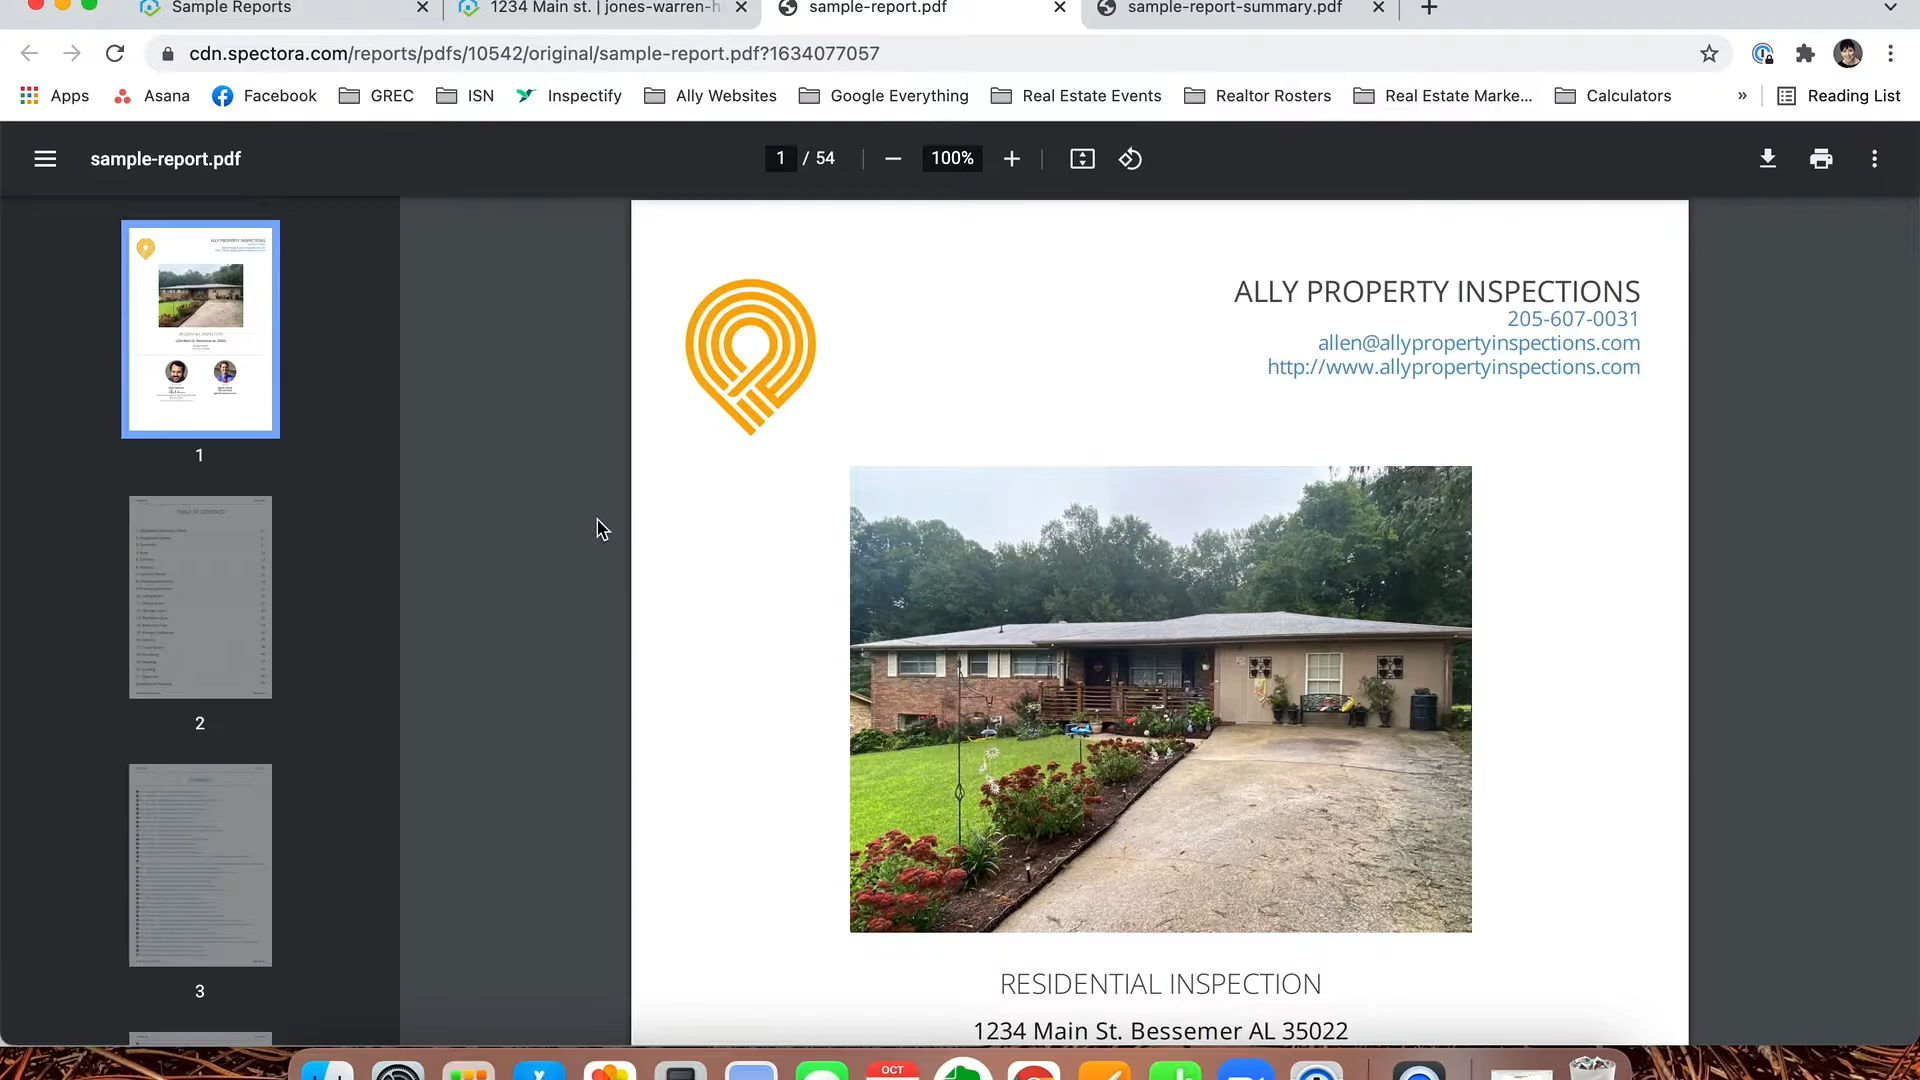 Sample Reports
1234 Main st. | jones-warren-h
sample-report.pdf
sample-report-summary.pdf
cdn.spectora.com/reports/pdfs/10542/original/sample-report.pdf?1634077057
Apps
Asana
Facebook
GREC
ISN
Inspectify
Ally Websites
Google Everything
Real Estate Events
Realtor Rosters
Real Estate Marke...
Calculators
»
Reading List
sample-report.pdf
1 / 54
100%
1
2
3
ALLY PROPERTY INSPECTIONS
205-607-0031
allen@allypropertyinspections.com
http://www.allypropertyinspections.com
RESIDENTIAL INSPECTION
1234 Main St. Bessemer AL 35022
OCT